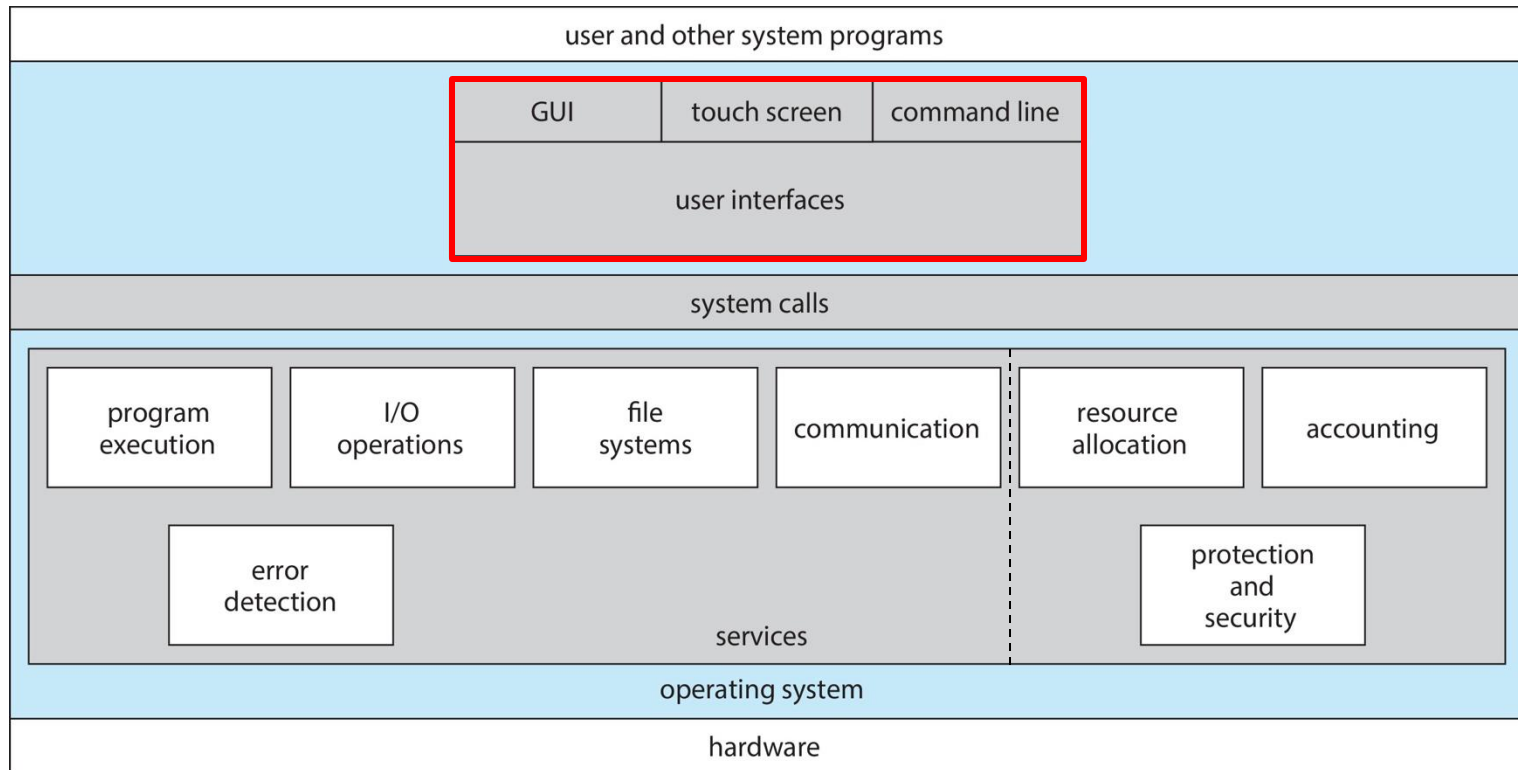 user and other system programs
GUI
touch screen
command line
user interfaces
system calls
program
execution
I/O
operations
file
systems
communication
resource
allocation
accounting
error
detection
protection
and
security
services
operating system
hardware